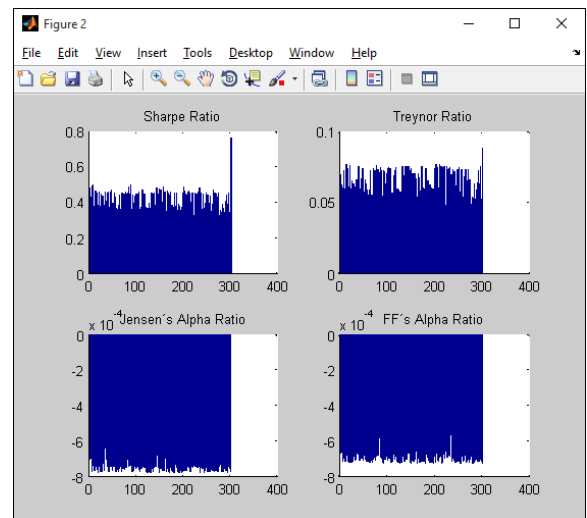 Figure 2
File Edit View Insert Tools Desktop Window Help
Sharpe Ratio
0.8
0.6
0.4
0.2
0
0 100 200 300 400
Treynor Ratio
0.1
0.05
0
0 100 200 300 400
x 10^-4
Jensen´s Alpha Ratio
0
-2
-4
-6
-8
0 100 200 300 400
x 10^-4
FF´s Alpha Ratio
0
-2
-4
-6
-8
0 100 200 300 400